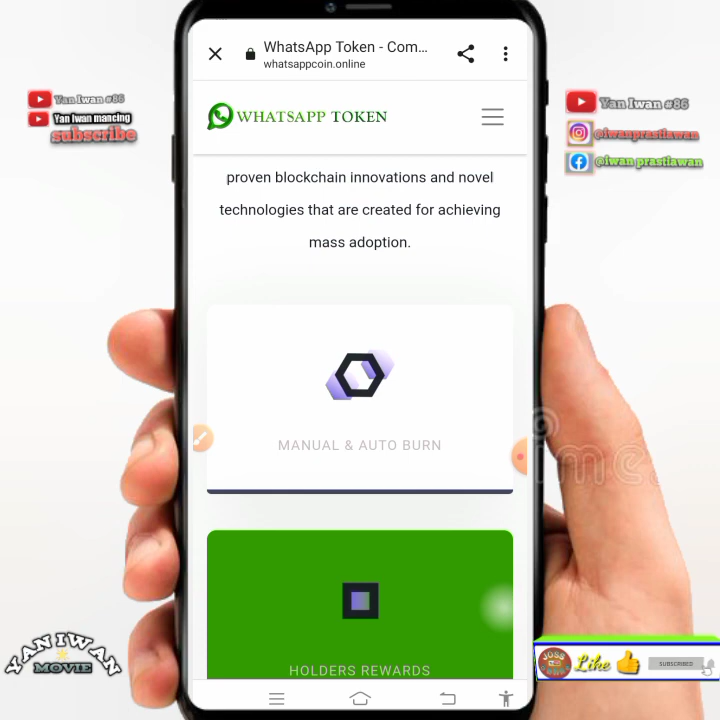 WhatsApp Token - Com...
whatsappcoin.online
WHATSAPP TOKEN
proven blockchain innovations and novel
technologies that are created for achieving
mass adoption.
MANUAL & AUTO BURN
HOLDERS REWARDS
Yan Iwan #86
Yan Iwan mancing
subscribe
Yan Iwan #86
@iwanprastiawan
@iwan prastiawan
YAN IWAN
MOVIE
Like
SUBSCRIBED